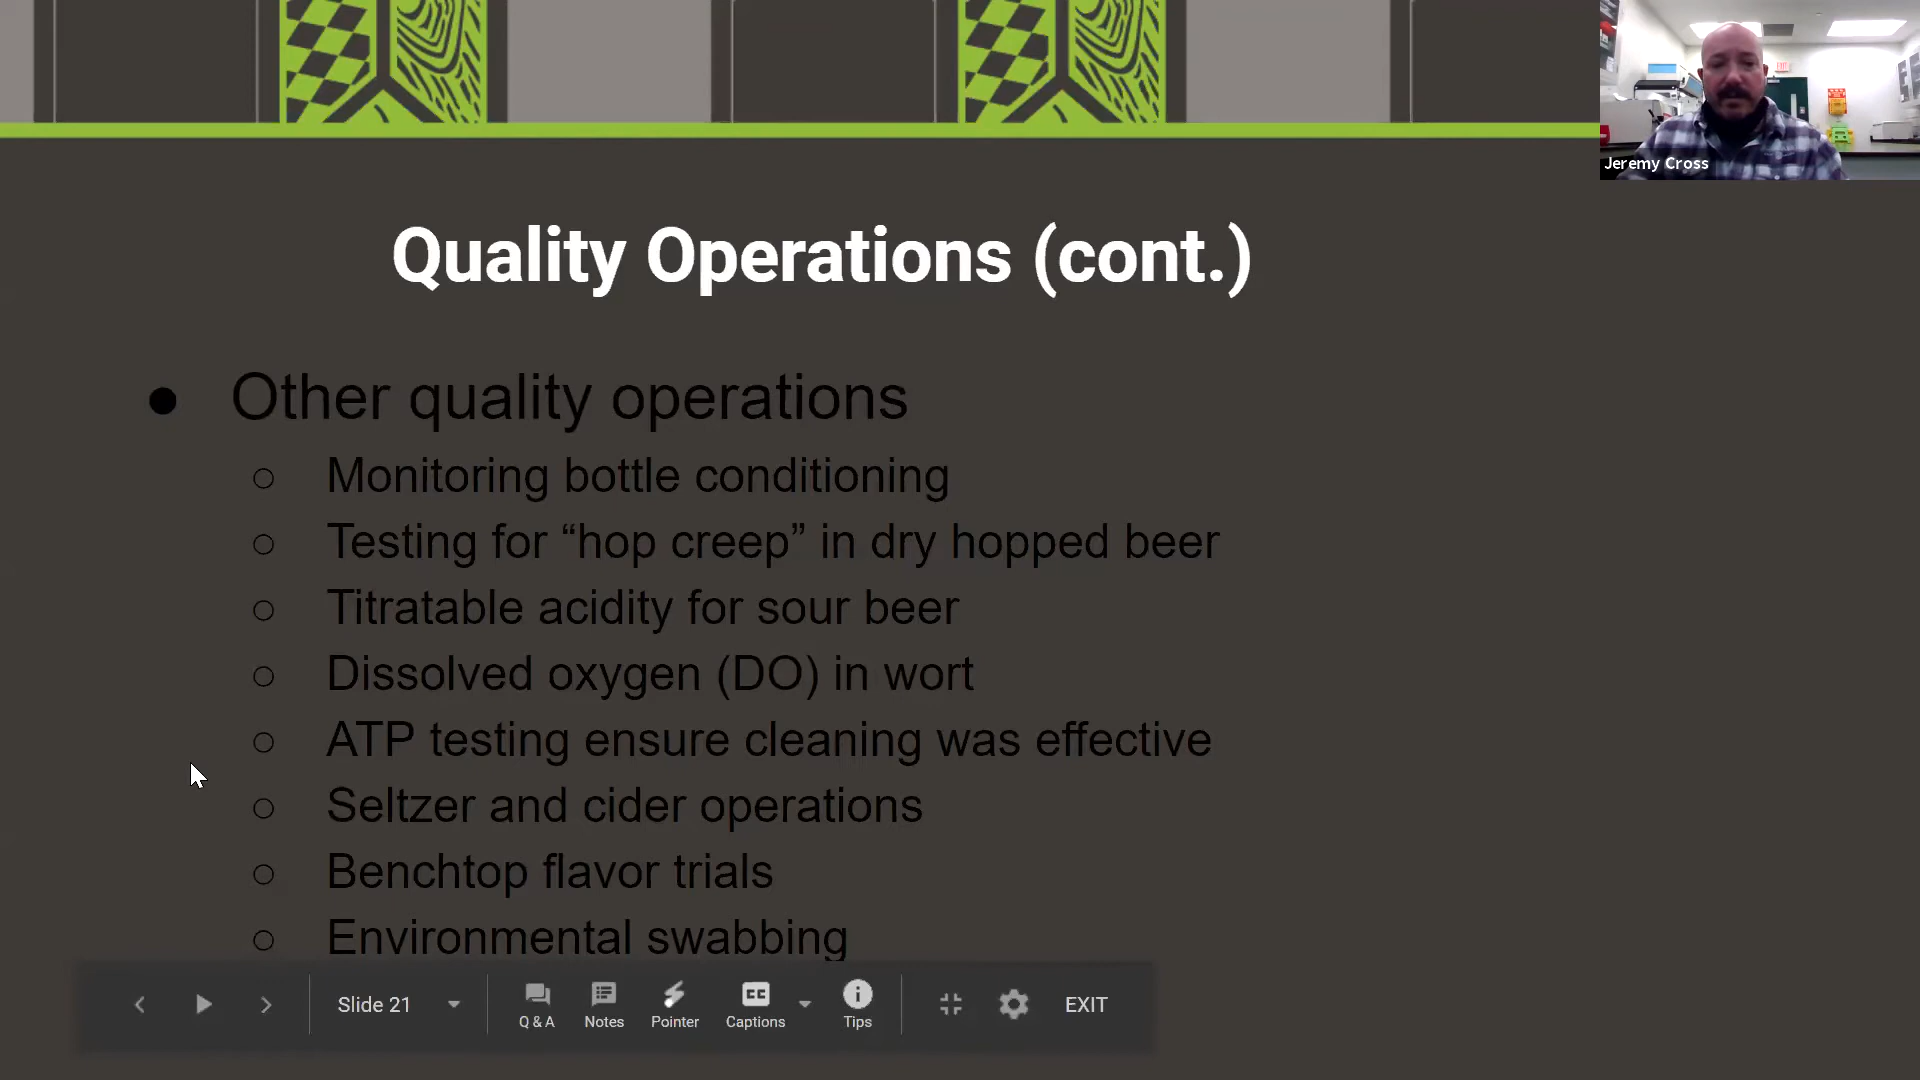 Jeremy Cross
Quality Operations (cont.)
● Other quality operations
○ Monitoring bottle conditioning
○ Testing for “hop creep” in dry hopped beer
○ Titratable acidity for sour beer
○ Dissolved oxygen (DO) in wort
○ ATP testing ensure cleaning was effective
○ Seltzer and cider operations
○ Benchtop flavor trials
○ Environmental swabbing
Slide 21
Q & A
Notes
Pointer
CC
Captions
Tips
EXIT